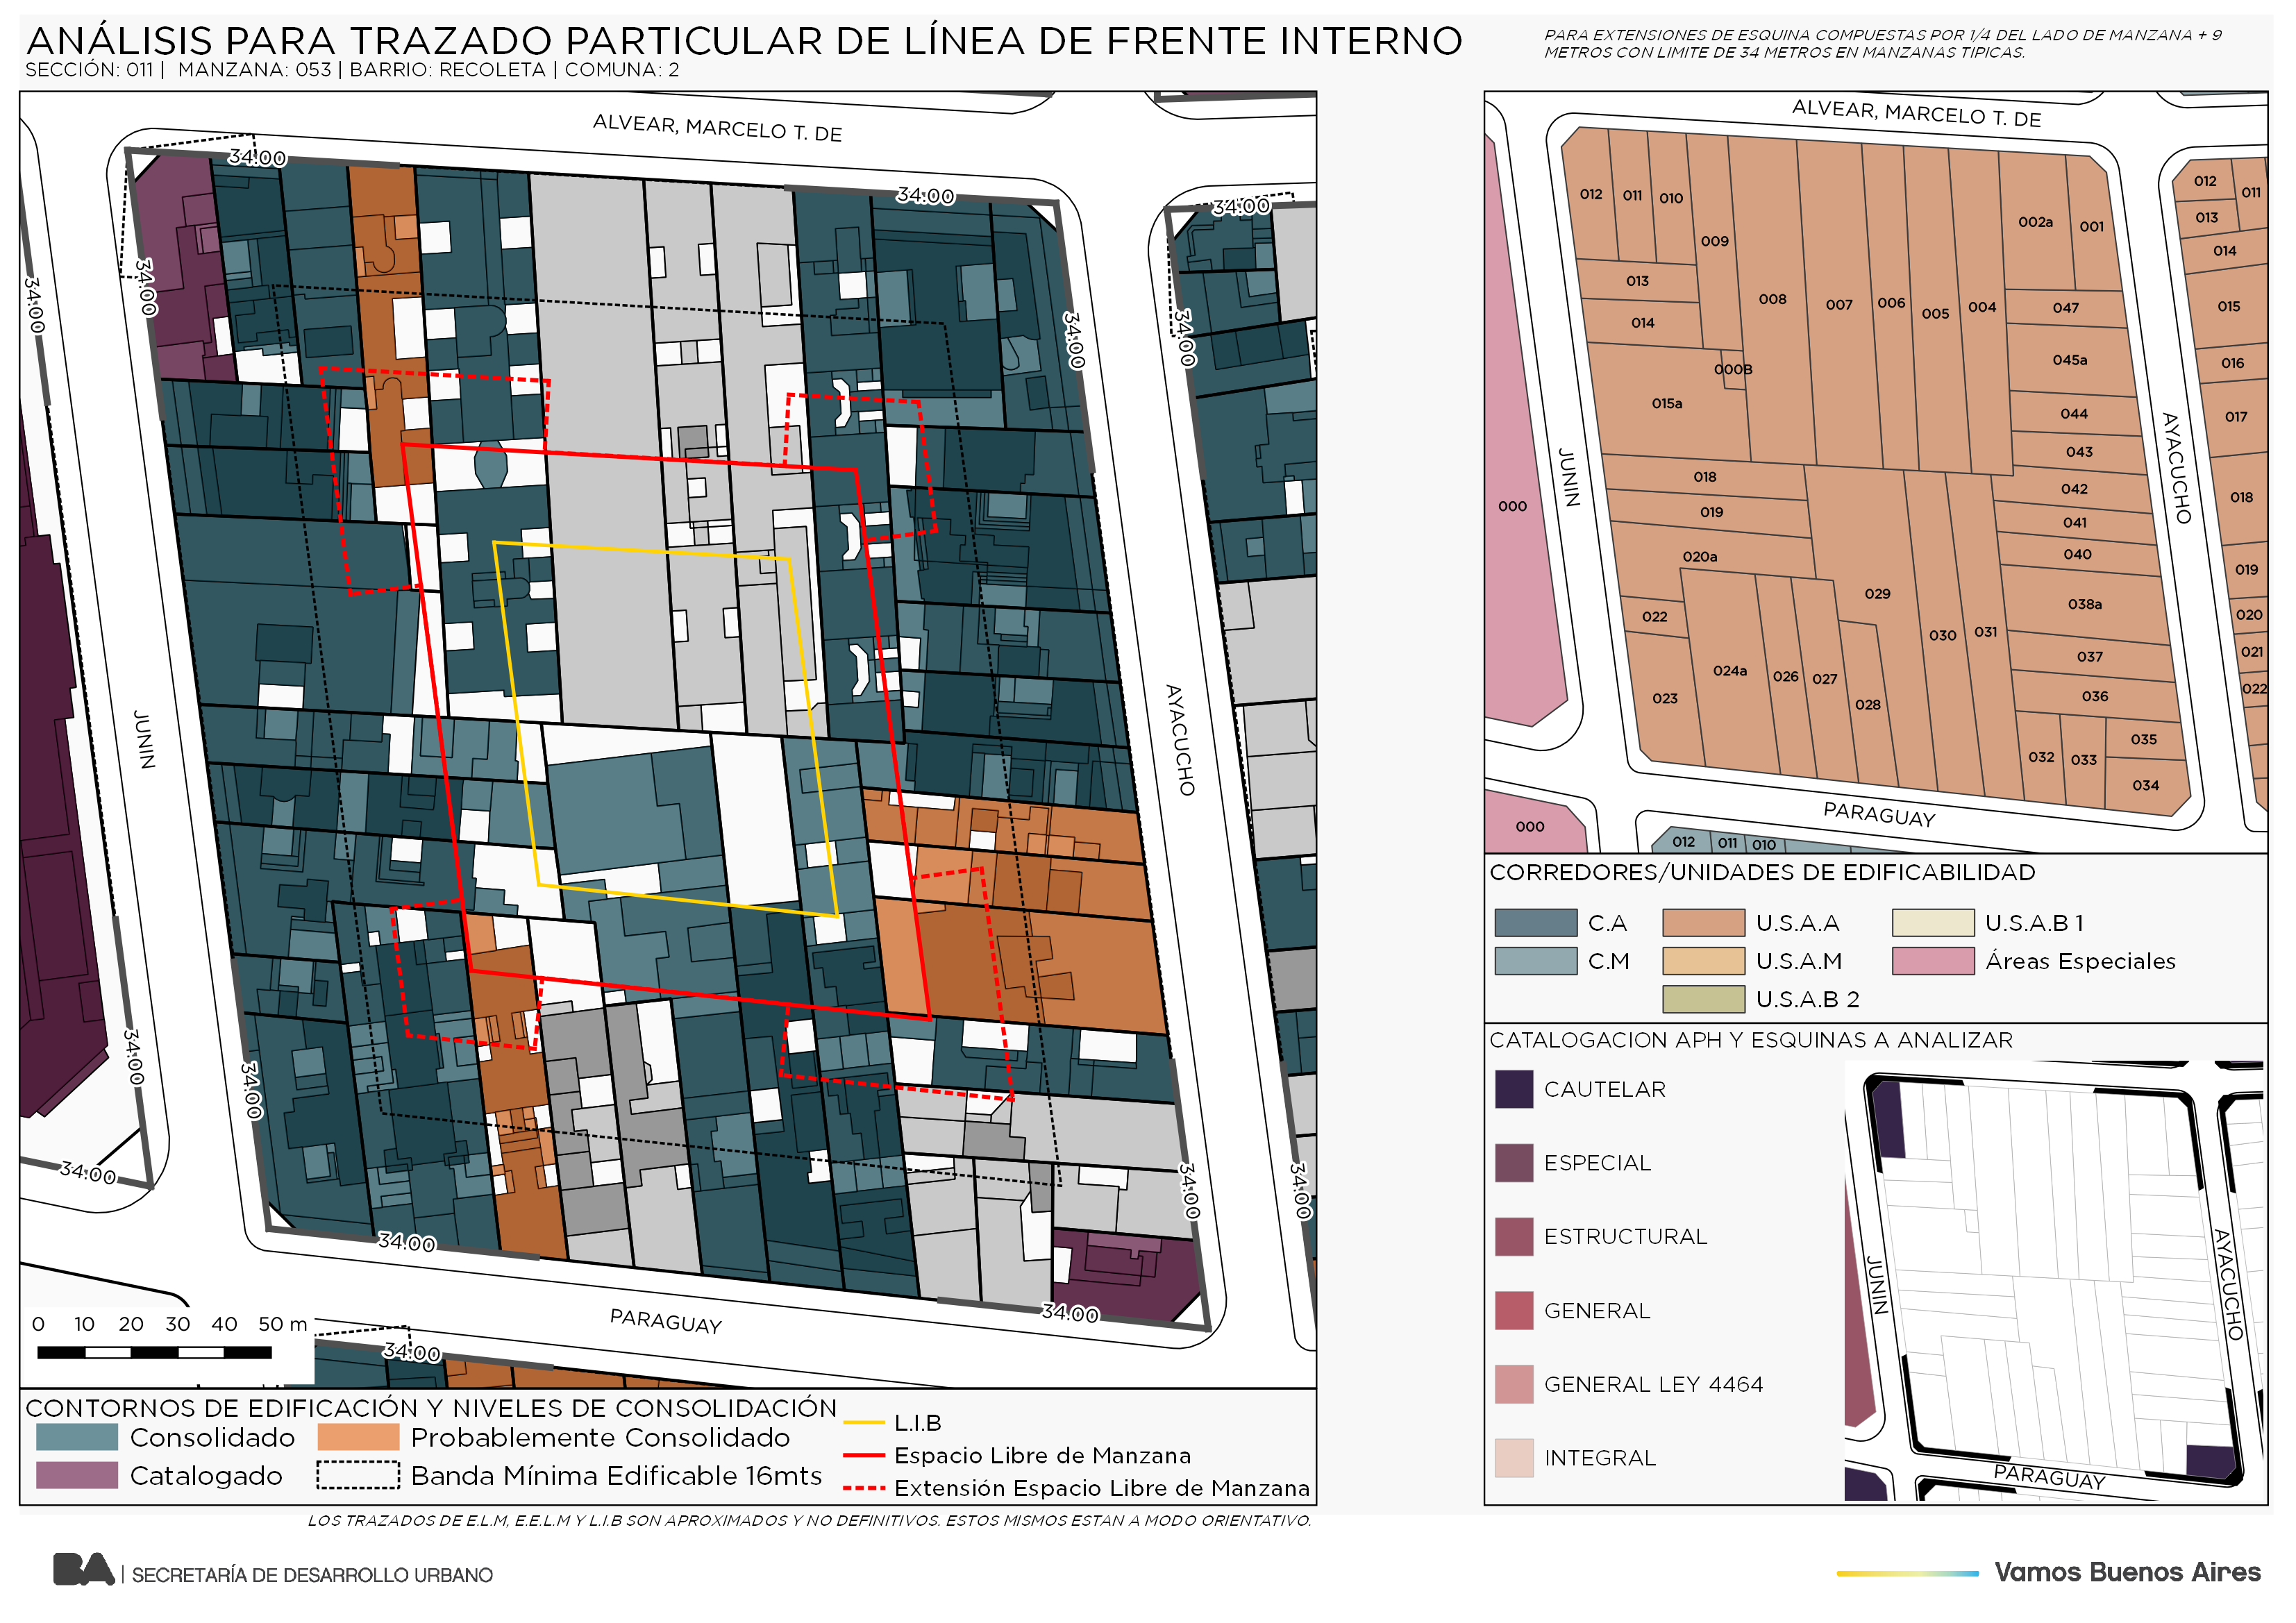 ANÁLISIS PARA TRAZADO PARTICULAR DE LÍNEA DE FRENTE INTERNO
SECCIÓN: 011 | MANZANA: 053 | BARRIO: RECOLETA | COMUNA: 2
PARA EXTENSIONES DE ESQUINA COMPUESTAS POR 1/4 DEL LADO DE MANZANA + 9
METROS CON LIMITE DE 34 METROS EN MANZANAS TIPICAS.
ALVEAR, MARCELO T. DE
34.00
34.00
34.00
34.00
34.00
34.00
34.00
34.00
JUNIN
AYACUCHO
34.00
34.00
34.00
34.00
34.00
34.00
34.00
34.00
PARAGUAY
0 10 20 30 40 50 m
CONTORNOS DE EDIFICACIÓN Y NIVELES DE CONSOLIDACIÓN
Consolidado
Probablemente Consolidado
Catalogado
Banda Mínima Edificable 16mts
L.I.B
Espacio Libre de Manzana
Extensión Espacio Libre de Manzana
LOS TRAZADOS DE E.L.M, E.E.L.M Y L.I.B SON APROXIMADOS Y NO DEFINITIVOS. ESTOS MISMOS ESTAN A MODO ORIENTATIVO.
ALVEAR, MARCELO T. DE
012 011 010 009 008 007 006 005 004 002a 001
013
014
000B
015a
047
045a
044
043
042
041
040
038a
037
036
035
034
033
032
031
030
029
028
027
026
024a
023
022
020a
019
018
000
000
012
011
013
014
015
016
017
018
019
020
021
022
012 011 010
JUNIN
AYACUCHO
PARAGUAY
CORREDORES/UNIDADES DE EDIFICABILIDAD
C.A
U.S.A.A
U.S.A.B 1
C.M
U.S.A.M
Áreas Especiales
U.S.A.B 2
CATALOGACION APH Y ESQUINAS A ANALIZAR
CAUTELAR
ESPECIAL
ESTRUCTURAL
GENERAL
GENERAL LEY 4464
INTEGRAL
JUNIN
AYACUCHO
PARAGUAY
BA | SECRETARÍA DE DESARROLLO URBANO
Vamos Buenos Aires